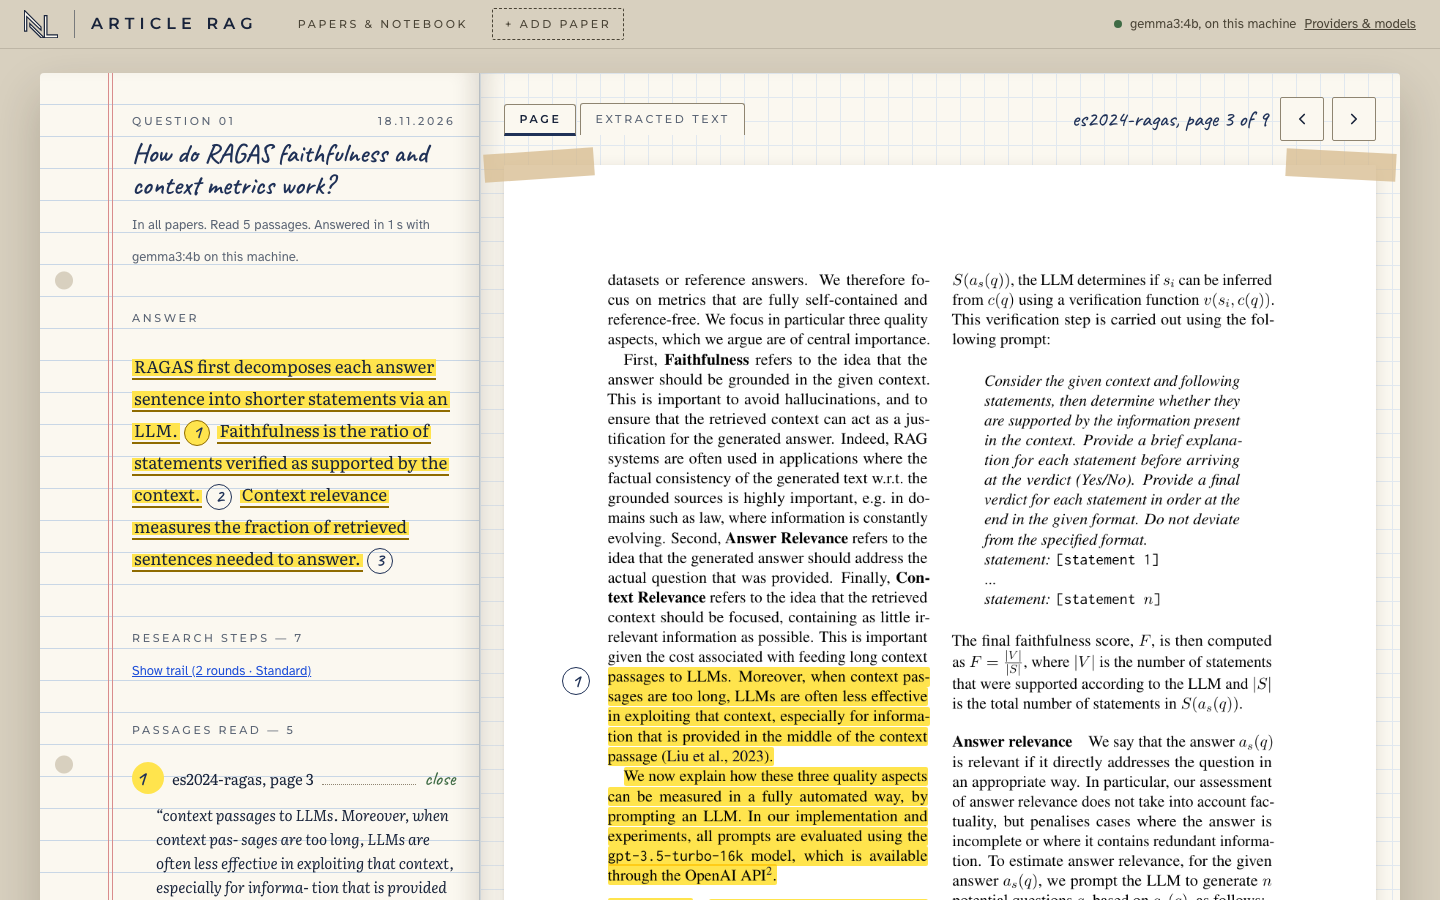 NL ARTICLE RAG PAPERS & NOTEBOOK + ADD PAPER gemma3:4b, on this machine Providers & models
QUESTION 01 18.11.2026
How do RAGAS faithfulness and
context metrics work?
In all papers. Read 5 passages. Answered in 1 s with
gemma3:4b on this machine.
ANSWER
RAGAS first decomposes each answer
sentence into shorter statements via an
LLM. 1 Faithfulness is the ratio of
statements verified as supported by the
context. 2 Context relevance
measures the fraction of retrieved
sentences needed to answer. 3
RESEARCH STEPS — 7
Show trail (2 rounds · Standard)
PASSAGES READ — 5
1 es2024-ragas, page 3 close
“context passages to LLMs. Moreover, when
context pas- sages are too long, LLMs are
often less effective in exploiting that context,
especially for informa- tion that is provided
PAGE EXTRACTED TEXT es2024-ragas, page 3 of 9
datasets or reference answers. We therefore fo-
cus on metrics that are fully self-contained and
reference-free. We focus in particular three quality
aspects, which we argue are of central importance.
First, Faithfulness refers to the idea that the
answer should be grounded in the given context.
This is important to avoid hallucinations, and to
ensure that the retrieved context can act as a jus-
tification for the generated answer. Indeed, RAG
systems are often used in applications where the
factual consistency of the generated text w.r.t. the
grounded sources is highly important, e.g. in do-
mains such as law, where information is constantly
evolving. Second, Answer Relevance refers to the
idea that the generated answer should address the
actual question that was provided. Finally, Con-
text Relevance refers to the idea that the retrieved
context should be focused, containing as little ir-
relevant information as possible. This is important
given the cost associated with feeding long context
1 passages to LLMs. Moreover, when context pas-
sages are too long, LLMs are often less effective
in exploiting that context, especially for informa-
tion that is provided in the middle of the context
passage (Liu et al., 2023).
We now explain how these three quality aspects
can be measured in a fully automated way, by
prompting an LLM. In our implementation and
experiments, all prompts are evaluated using the
gpt-3.5-turbo-16k model, which is available
through the OpenAI API².
S(aₛ(q)), the LLM determines if sᵢ can be inferred
from c(q) using a verification function v(sᵢ, c(q)).
This verification step is carried out using the fol-
lowing prompt:
Consider the given context and following
statements, then determine whether they
are supported by the information present
in the context. Provide a brief explana-
tion for each statement before arriving
at the verdict (Yes/No). Provide a final
verdict for each statement in order at the
end in the given format. Do not deviate
from the specified format.
statement: [statement 1]
...
statement: [statement n]
The final faithfulness score, F, is then computed
as F = |V|/|S|, where |V| is the number of statements
that were supported according to the LLM and |S|
is the total number of statements in S(aₛ(q)).
Answer relevance We say that the answer aₛ(q)
is relevant if it directly addresses the question in
an appropriate way. In particular, our assessment
of answer relevance does not take into account fac-
tuality, but penalises cases where the answer is
incomplete or where it contains redundant informa-
tion. To estimate answer relevance, for the given
answer aₛ(q), we prompt the LLM to generate n